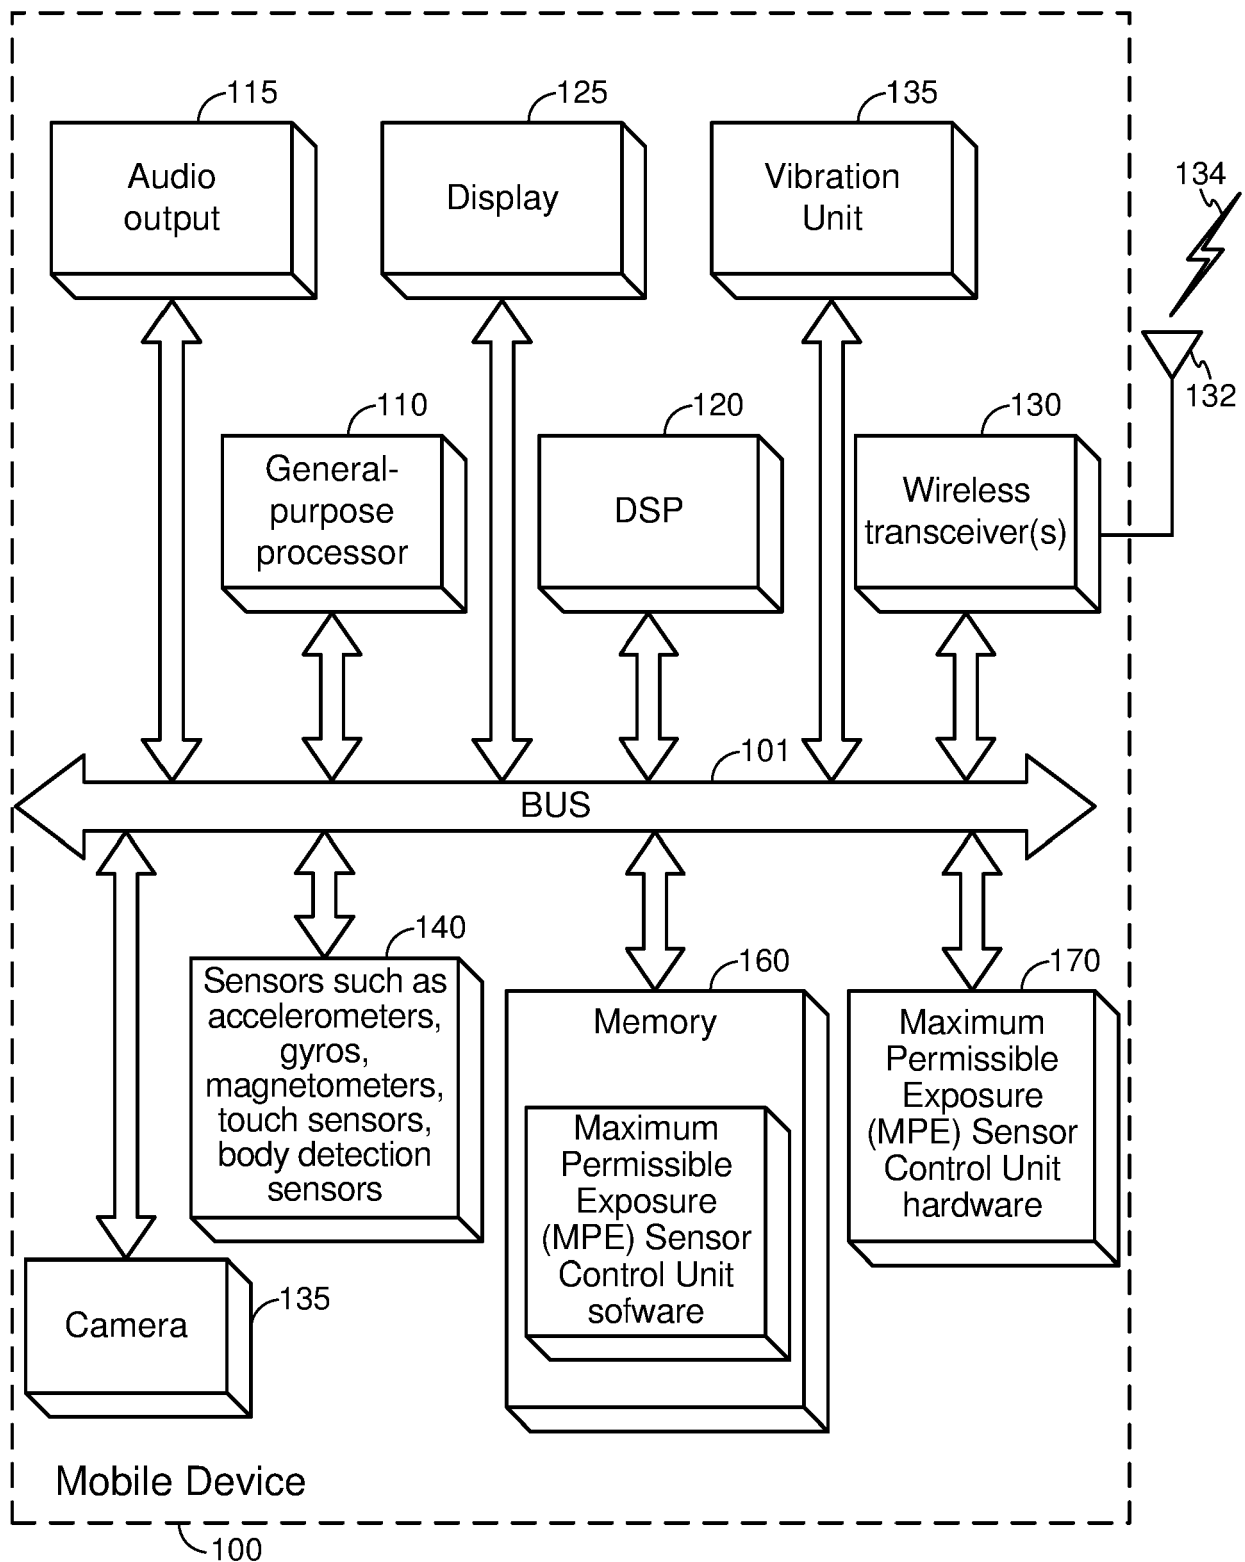 115
125
135
Audio
output
Display
Vibration
Unit
134
132
110
120
130
General-
purpose
processor
DSP
Wireless
transceiver(s)
101
BUS
140
160
170
Sensors such as
accelerometers,
gyros,
magnetometers,
touch sensors,
body detection
sensors
Memory
Maximum
Permissible
Exposure
(MPE) Sensor
Control Unit
sofware
Maximum
Permissible
Exposure
(MPE) Sensor
Control Unit
hardware
Camera
135
Mobile Device
100